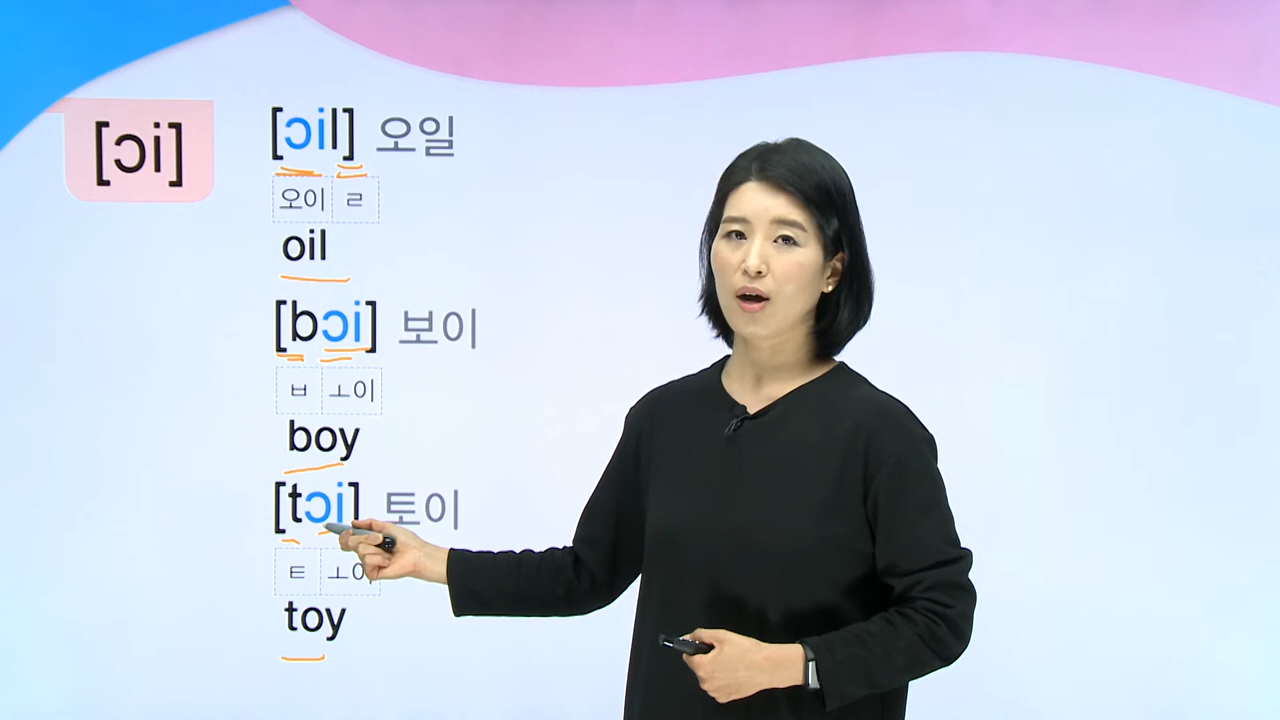 [ɔi]
[ɔil] 오일
오이 ㄹ
oil
[bɔi] 보이
ㅂ ㅗ이
boy
[tɔi] 토이
ㅌ ㅗ이
toy